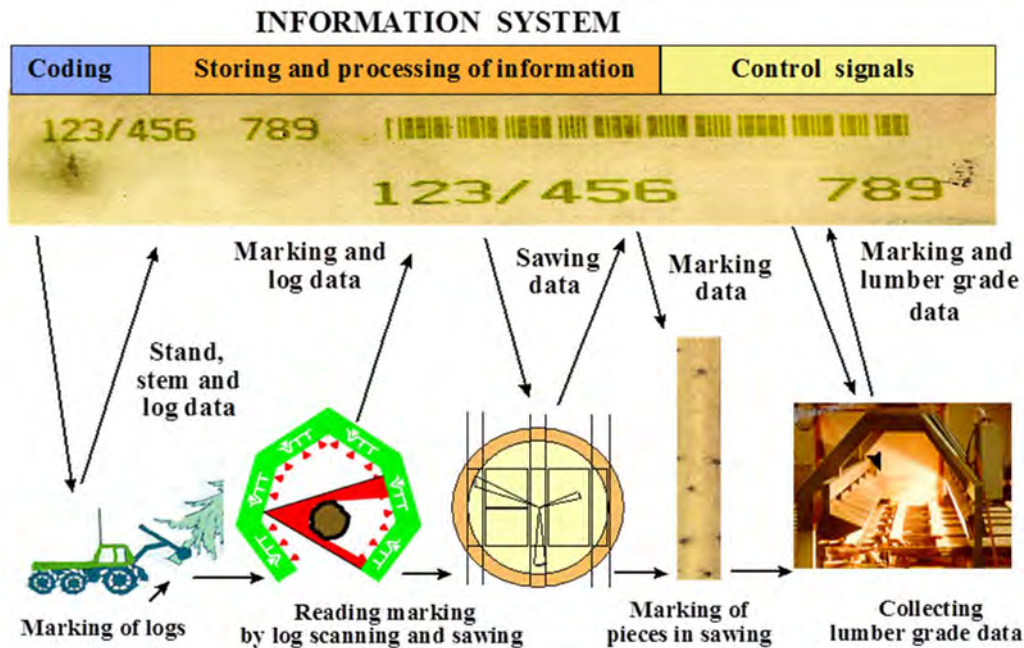 INFORMATION SYSTEM
Coding
Storing and processing of information
Control signals
123/456 789
123/456 789
Marking and
log data
Sawing
data
Marking
data
Marking and
lumber grade
data
Stand,
stem and
log data
VTT
VTT
VTT
VTT
VTT
VTT
Marking of logs
Reading marking
by log scanning and sawing
Marking of
pieces in sawing
Collecting
lumber grade data